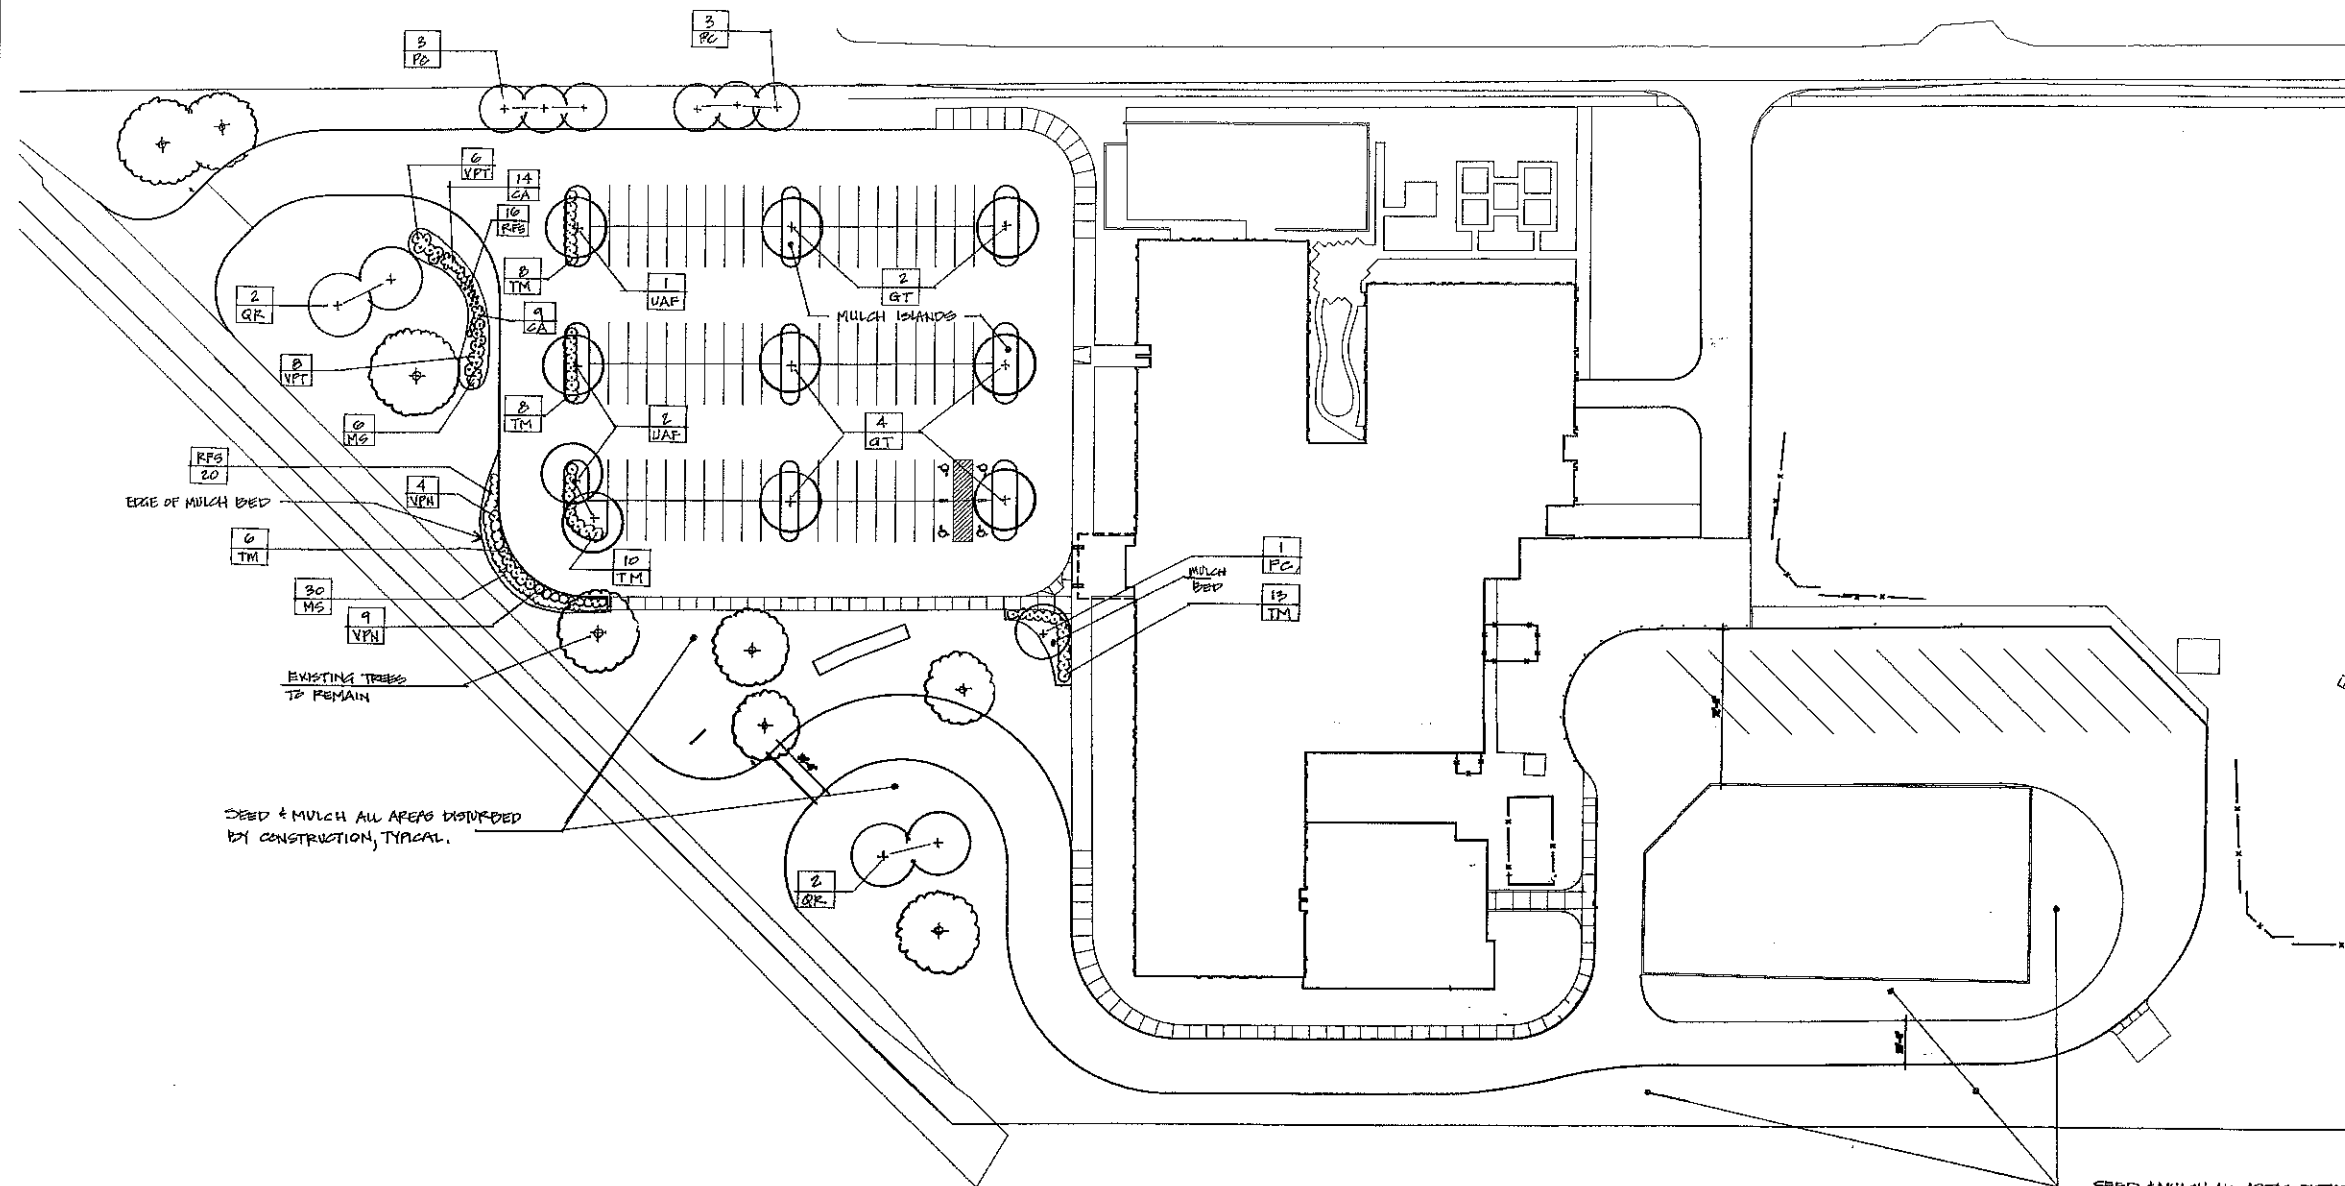 3
PC
3
PC
6
VPT
14
CA
16
RFS
8
TM
1
UAF
2
GT
2
QR
MULCH ISLANDS
9
CA
8
VPT
8
TM
2
UAF
4
GT
6
MS
RFS
20
4
VPN
EDGE OF MULCH BED
6
TM
10
TM
1
PC
MULCH
BED
30
MS
13
TM
9
VPN
EXISTING TREES
TO REMAIN
SEED & MULCH ALL AREAS DISTURBED
BY CONSTRUCTION, TYPICAL.
2
QR